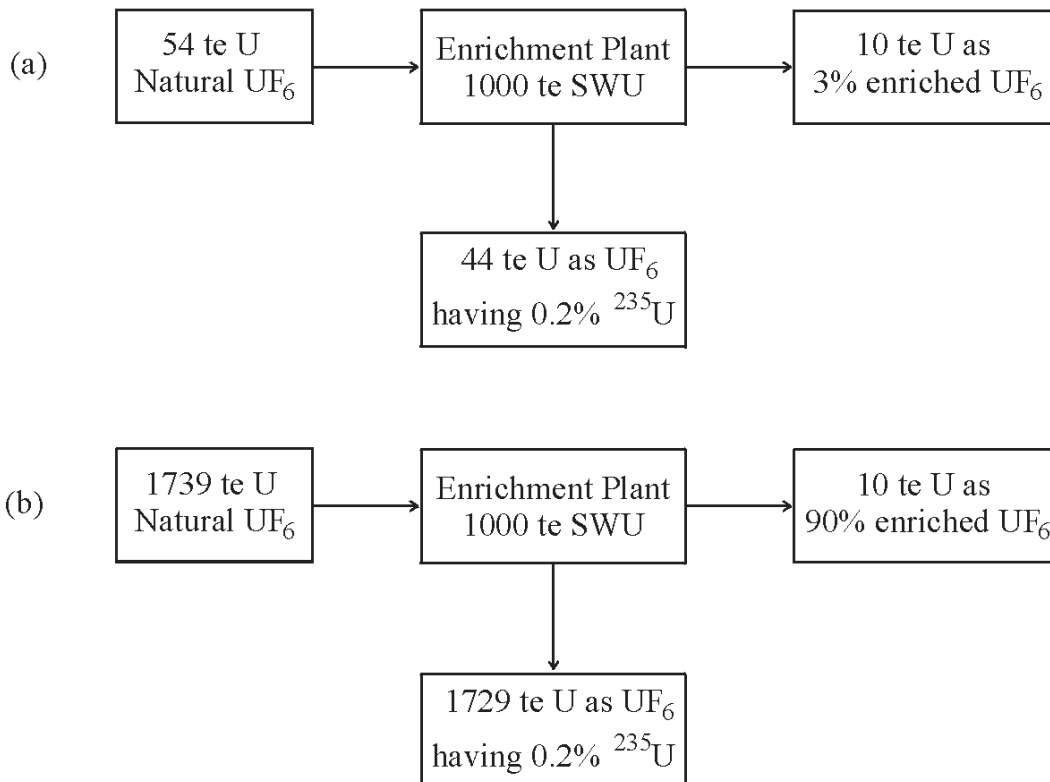 (a)
54 te U
Natural UF₆
Enrichment Plant
1000 te SWU
10 te U as
3% enriched UF₆
44 te U as UF₆
having 0.2% ²³⁵U
(b)
1739 te U
Natural UF₆
Enrichment Plant
1000 te SWU
10 te U as
90% enriched UF₆
1729 te U as UF₆
having 0.2% ²³⁵U